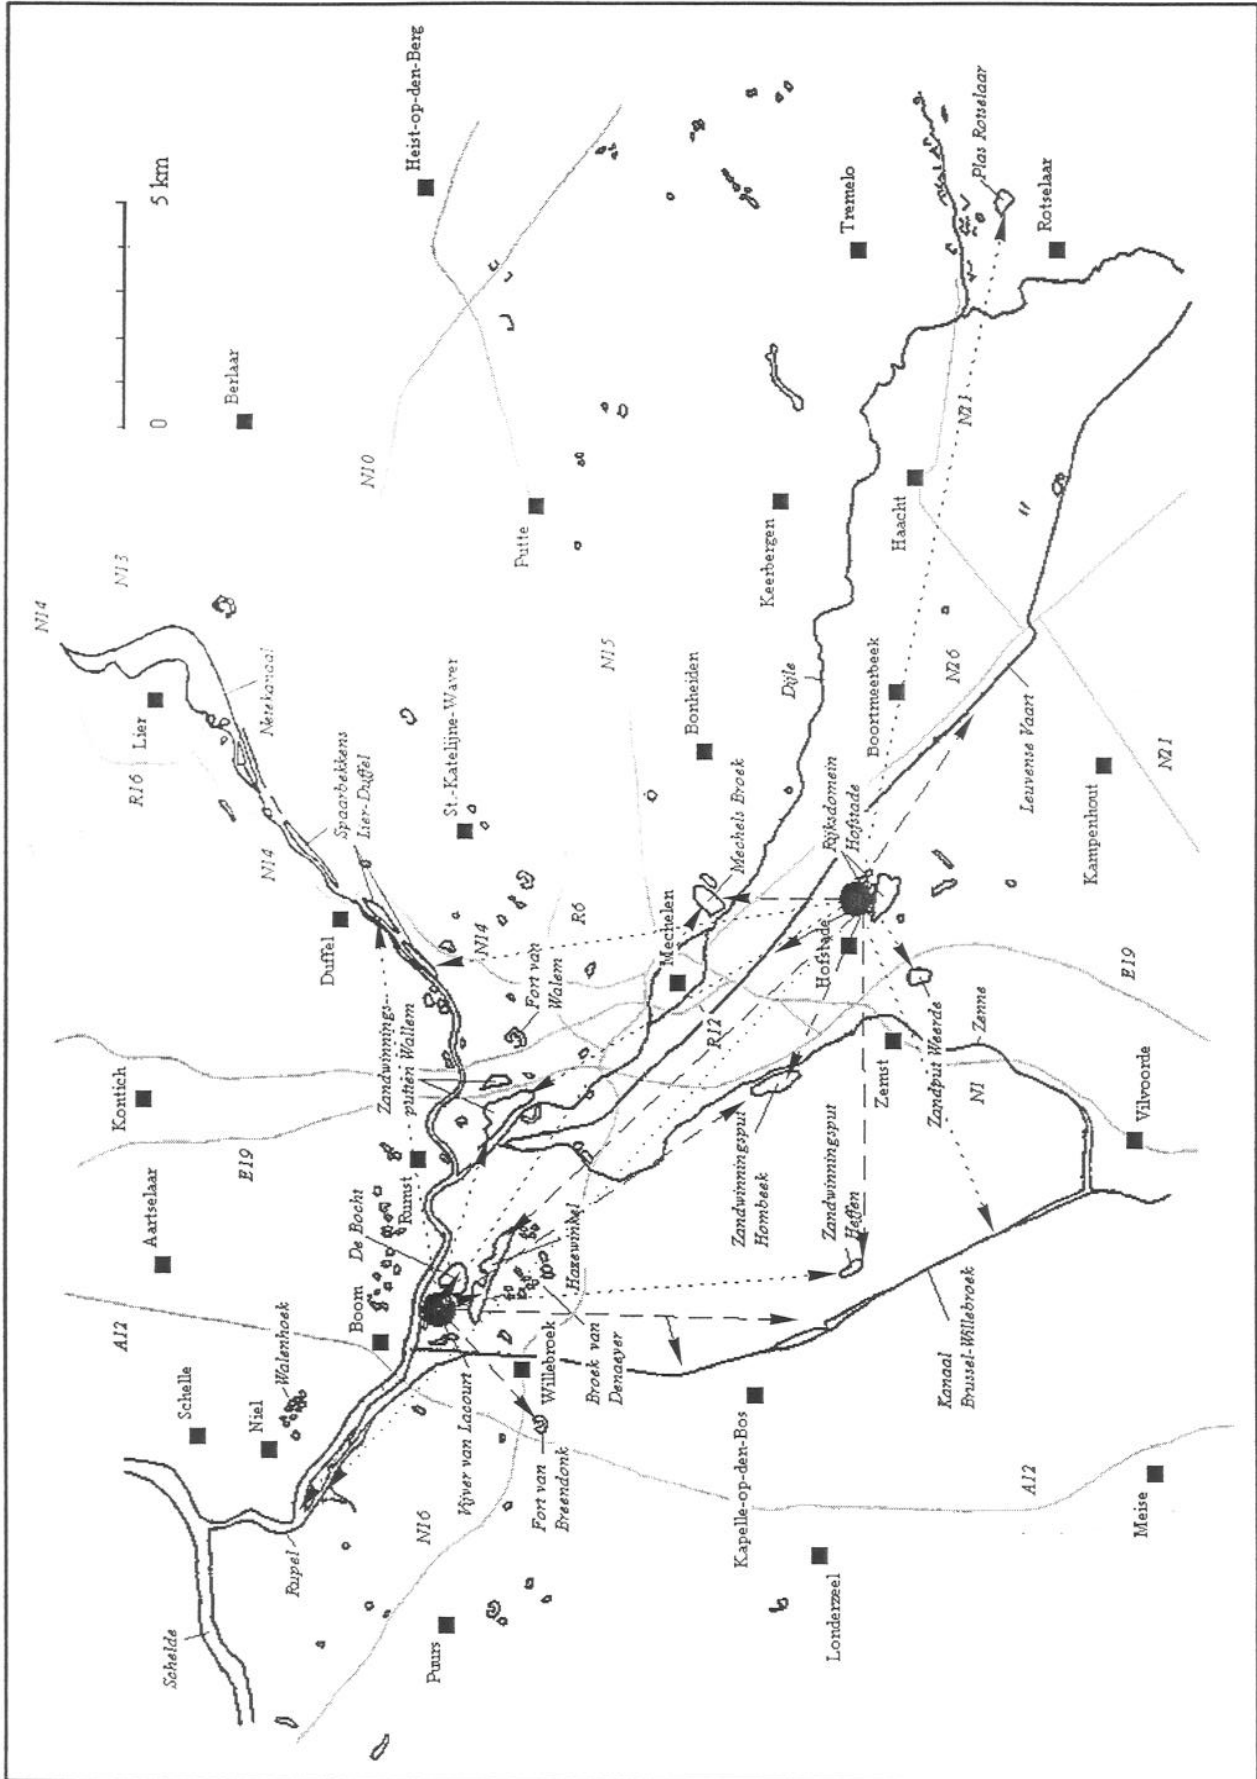 Schelde
Rupel
Schelle
Niel
Walenhoek
A12
Aartselaar
Kontich
E19
Boom
De Bocht
Rumst
Zandwinnings-
putten Wallem
Duffel
N14
Spaarbekkens
Lier-Duffel
R16
Lier
Netekanaal
N14
N13
Berlaar
0
5 km
N10
Heist-op-den-Berg
Puurs
N16
Vijver van Lacourt
Fort van
Breendonk
Willebroek
Broek van
Denaeyer
Hazewinkel
Fort van
Walem
N14
R6
St.-Katelijne-Waver
Putte
N15
Mechelen
R12
Mechels Broek
Bonheiden
Dijle
Keerbergen
Tremelo
Kapelle-op-den-Bos
Londerzeel
Zandwinningsput
Hombeek
Zandwinningsput
Heffen
Hofstade
Rijksdomein
Hofstade
Boortmeerbeek
N26
Haacht
N21
Plas Rotselaar
Rotselaar
Zemst
Zandput Weerde
Zenne
N1
Leuvense Vaart
Kanaal
Brussel-Willebroek
A12
Meise
Vilvoorde
E19
Kampenhout
N21